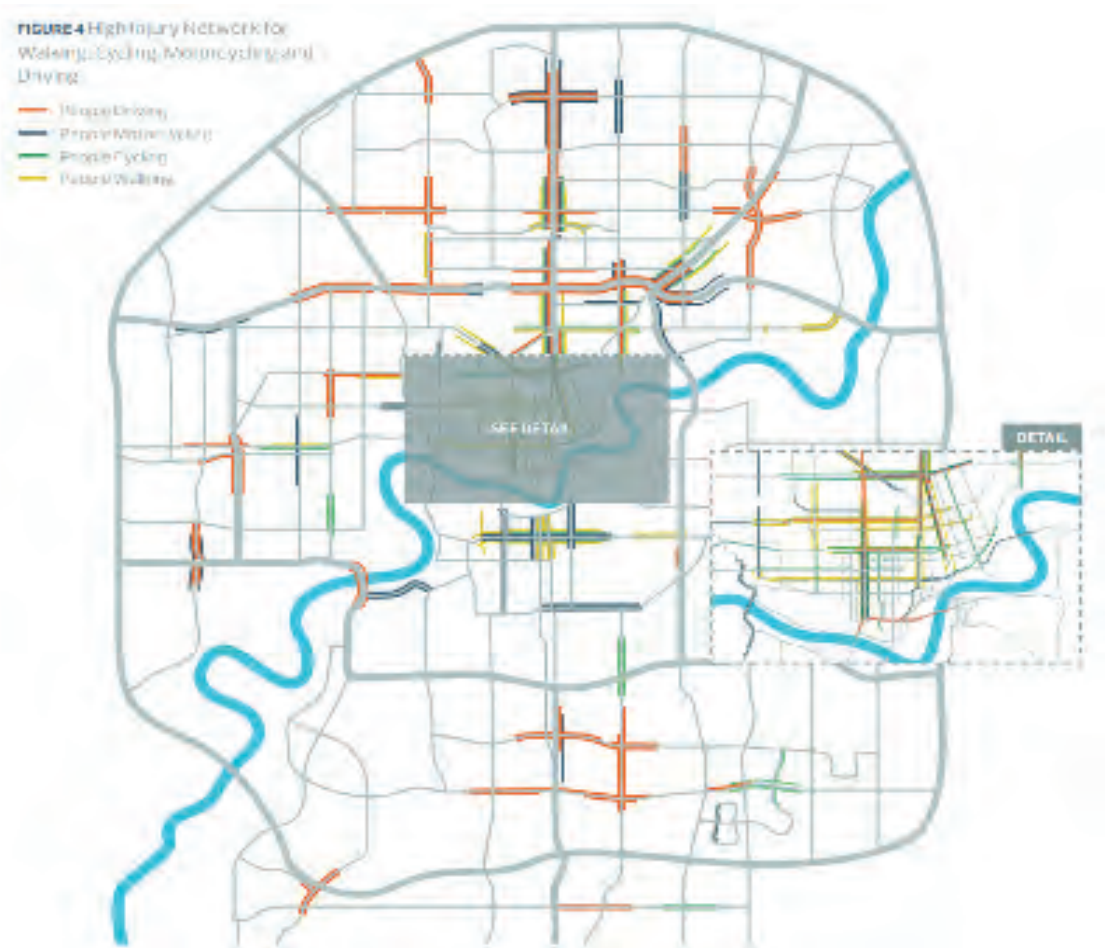 FIGURE 4 High Injury Network for
Walking, Cycling, Motorcycling and
Driving
People Driving
People Motorcycling
People Cycling
People Walking
SEE DETAIL
DETAIL